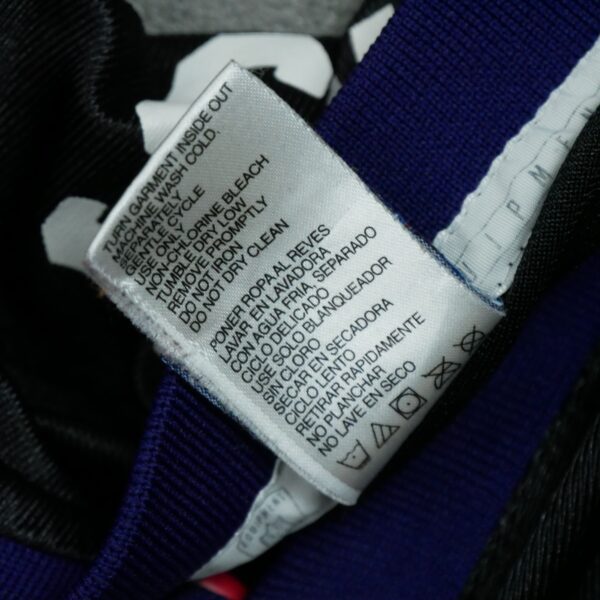 TURN GARMENT INSIDE OUT
MACHINE WASH COLD.
SEPARATELY
GENTLE CYCLE
USE ONLY
NON-CHLORINE BLEACH
TUMBLE DRY LOW
REMOVE PROMPTLY
DO NOT IRON
DO NOT DRY CLEAN
PONER ROPA AL REVES
LAVAR EN LAVADORA
CON AGUA FRIA, SEPARADO
CICLO DELICADO
USE SOLO BLANQUEADOR
SIN CLORO
SECAR EN SECADORA
CICLO LENTO
RETIRAR RAPIDAMENTE
NO PLANCHAR
NO LAVE EN SECO
U I P M E